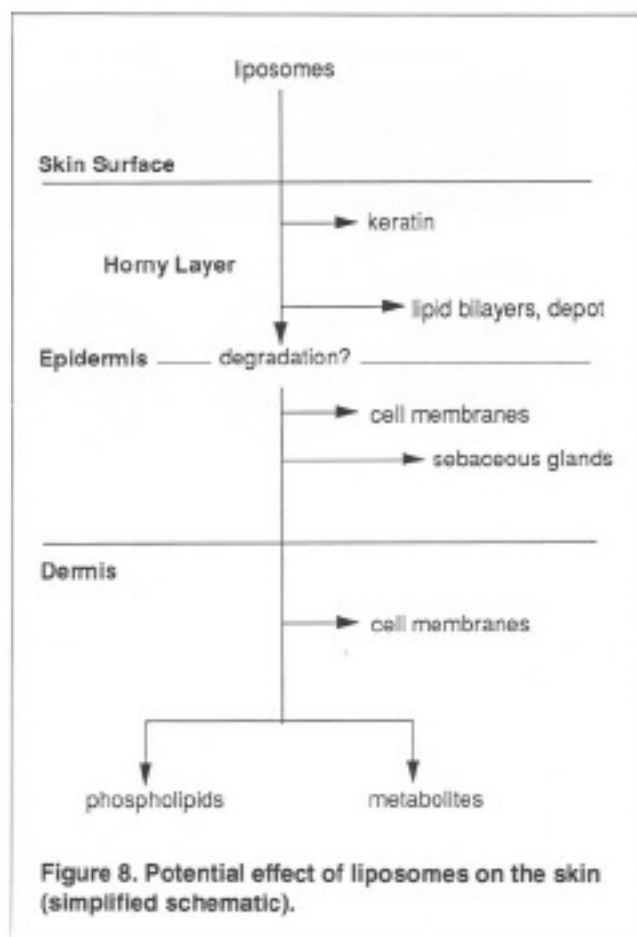 liposomes
Skin Surface
keratin
Horny Layer
lipid bilayers, depot
Epidermis degradation?
cell membranes
sebaceous glands
Dermis
cell membranes
phospholipids metabolites
Figure 8. Potential effect of liposomes on the skin
(simplified schematic).